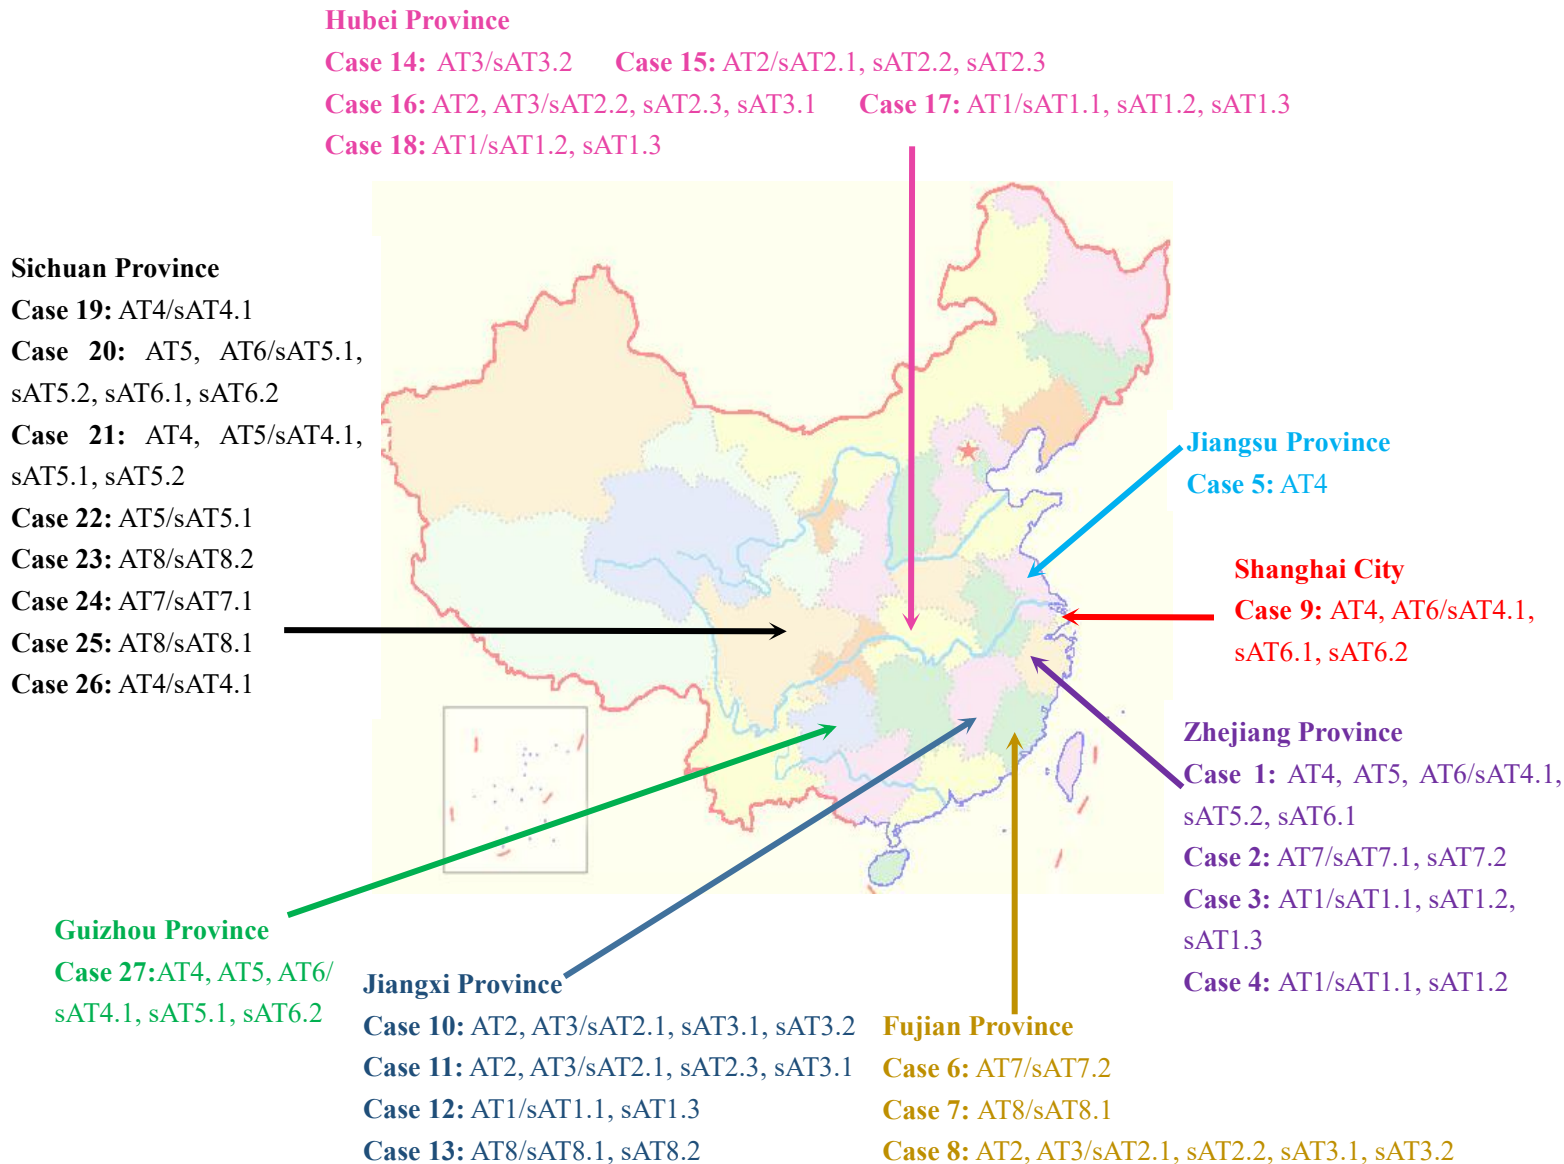 Hubei Province
Case 14: AT3/sAT3.2 Case 15: AT2/sAT2.1, sAT2.2, sAT2.3
Case 16: AT2, AT3/sAT2.2, sAT2.3, sAT3.1 Case 17: AT1/sAT1.1, sAT1.2, sAT1.3
Case 18: AT1/sAT1.2, sAT1.3
Sichuan Province
Case 19: AT4/sAT4.1
Case 20: AT5, AT6/sAT5.1,
sAT5.2, sAT6.1, sAT6.2
Case 21: AT4, AT5/sAT4.1,
sAT5.1, sAT5.2
Case 22: AT5/sAT5.1
Case 23: AT8/sAT8.2
Case 24: AT7/sAT7.1
Case 25: AT8/sAT8.1
Case 26: AT4/sAT4.1
Jiangsu Province
Case 5: AT4
Shanghai City
Case 9: AT4, AT6/sAT4.1,
sAT6.1, sAT6.2
Zhejiang Province
Case 1: AT4, AT5, AT6/sAT4.1,
sAT5.2, sAT6.1
Case 2: AT7/sAT7.1, sAT7.2
Case 3: AT1/sAT1.1, sAT1.2,
sAT1.3
Case 4: AT1/sAT1.1, sAT1.2
Guizhou Province
Case 27:AT4, AT5, AT6/
sAT4.1, sAT5.1, sAT6.2
Jiangxi Province
Case 10: AT2, AT3/sAT2.1, sAT3.1, sAT3.2
Case 11: AT2, AT3/sAT2.1, sAT2.3, sAT3.1
Case 12: AT1/sAT1.1, sAT1.3
Case 13: AT8/sAT8.1, sAT8.2
Fujian Province
Case 6: AT7/sAT7.2
Case 7: AT8/sAT8.1
Case 8: AT2, AT3/sAT2.1, sAT2.2, sAT3.1, sAT3.2